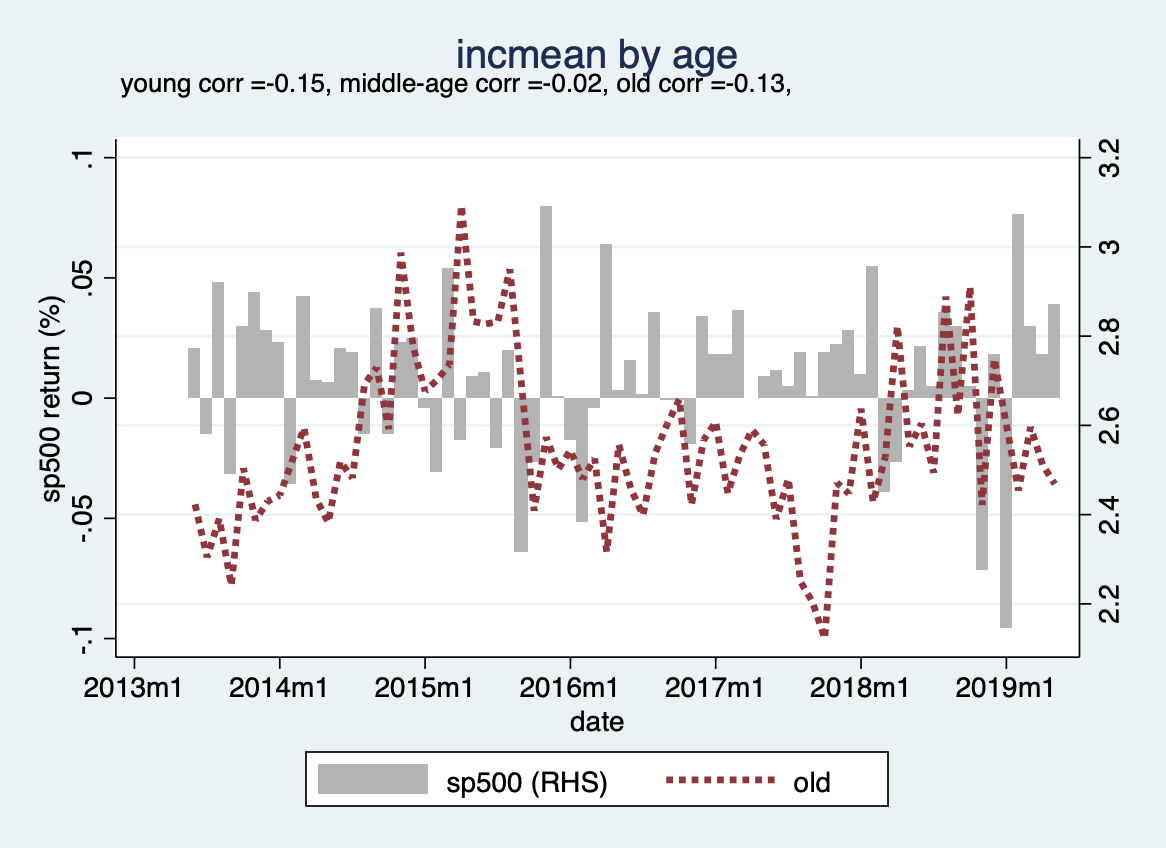 incmean by age
young corr =-0.15, middle-age corr =-0.02, old corr =-0.13,
sp500 return (%)
.1
.05
0
-.05
-.1
3.2
3
2.8
2.6
2.4
2.2
2013m1 2014m1 2015m1 2016m1 2017m1 2018m1 2019m1
date
sp500 (RHS) old